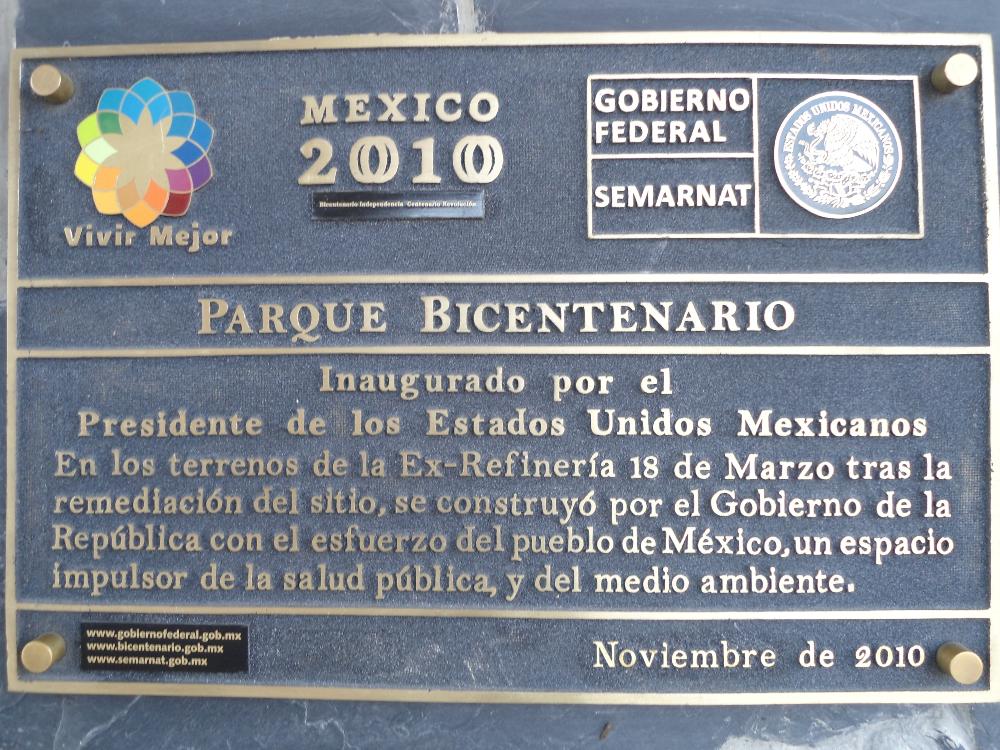 Vivir Mejor
MEXICO
2010
Bicentenario Independencia Centenario Revolución
GOBIERNO
FEDERAL
SEMARNAT
ESTADOS UNIDOS MEXICANOS
PARQUE BICENTENARIO
Inaugurado por el
Presidente de los Estados Unidos Mexicanos
En los terrenos de la Ex-Refinería 18 de Marzo tras la
remediación del sitio, se construyó por el Gobierno de la
República con el esfuerzo del pueblo de México, un espacio
impulsor de la salud pública, y del medio ambiente.
www.gobiernofederal.gob.mx
www.bicentenario.gob.mx
www.semarnat.gob.mx
Noviembre de 2010